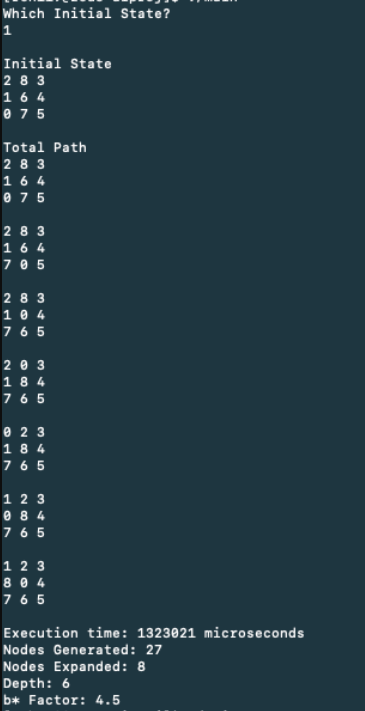 Which Initial State?
1
Initial State
2 8 3
1 6 4
0 7 5
Total Path
2 8 3
1 6 4
0 7 5
2 8 3
1 6 4
7 0 5
2 8 3
1 0 4
7 6 5
2 0 3
1 8 4
7 6 5
0 2 3
1 8 4
7 6 5
1 2 3
0 8 4
7 6 5
1 2 3
8 0 4
7 6 5
Execution time: 1323021 microseconds
Nodes Generated: 27
Nodes Expanded: 8
Depth: 6
b* Factor: 4.5